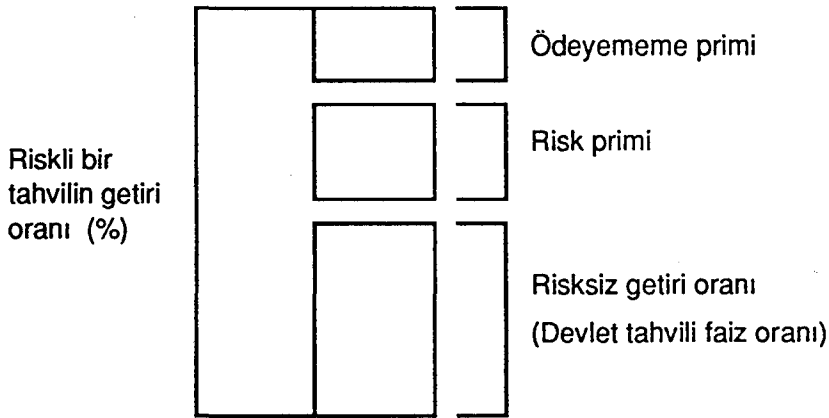 Ödeyememe primi
Risk primi
Riskli bir
tahvilin getiri
oranı (%)
Risksiz getiri oranı
(Devlet tahvili faiz oranı)